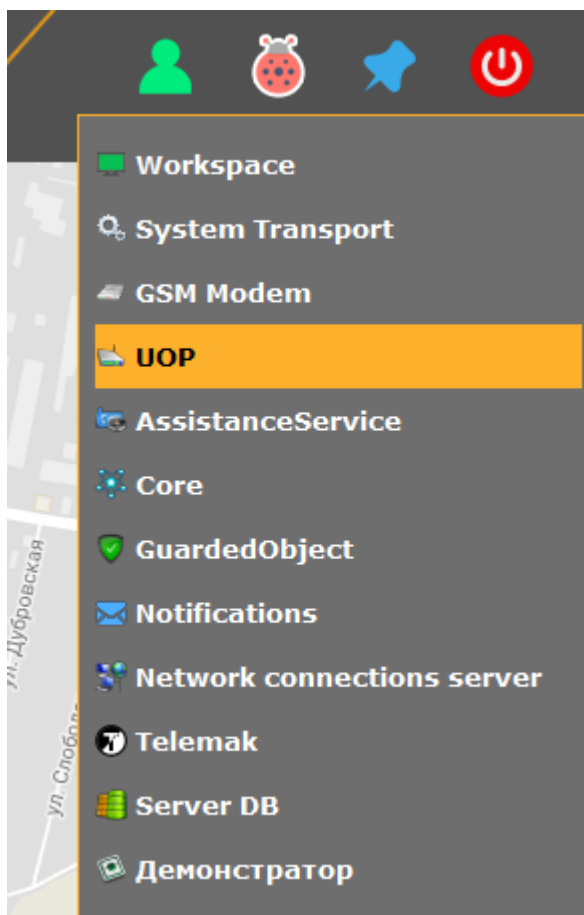 Workspace
System Transport
GSM Modem
UOP
AssistanceService
Core
GuardedObject
Notifications
Network connections server
Telemak
Server DB
Демонстратор
ул. Дубровская
ул.